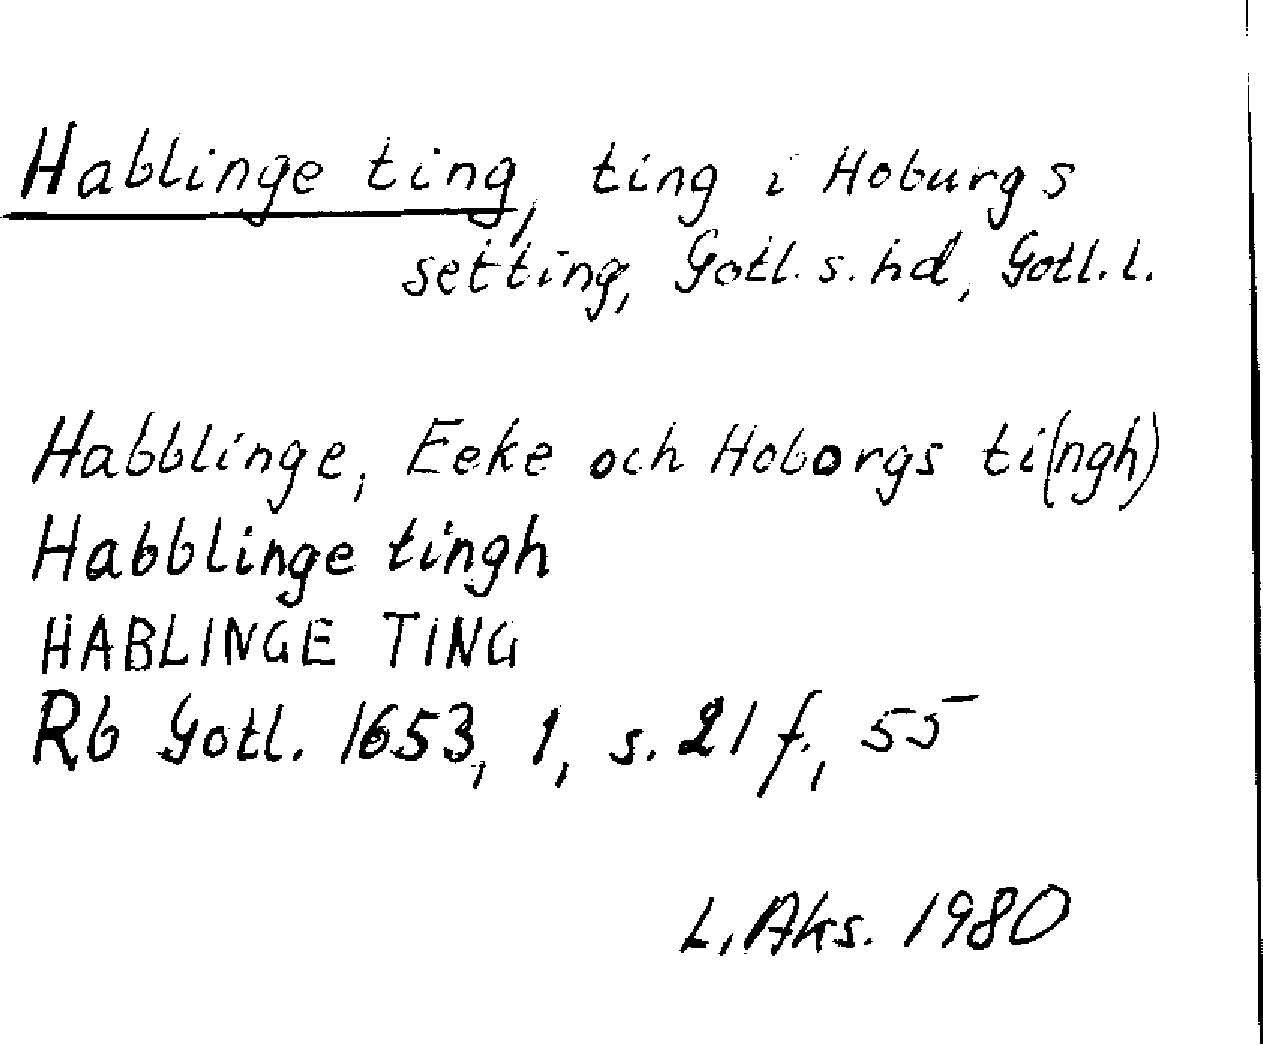 Hablinge ting, ting i Hoburgs
setting, Gotl. s. hd, Gotl. l.
Habblinge, Eeke och Hoborgs ti(ngh)
Habblinge tingh
HABLINGE TING
Rb Gotl. 1653, 1, s. 21 f., 55
L. Aks. 1980